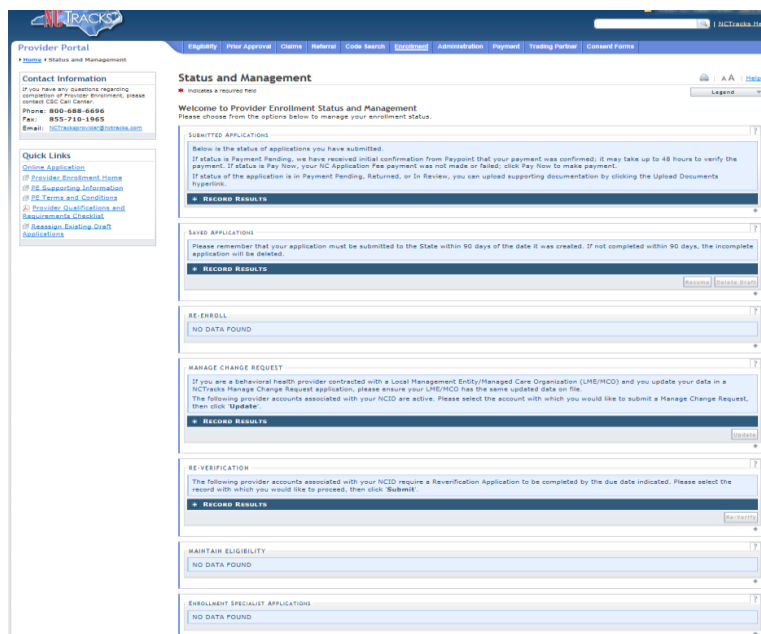 NCTRACKS
NCTracks He
Provider Portal
Eligibility Prior Approval Claims Referral Code Search Enrollment Administration Payment Trading Partner Consent Forms
Home Status and Management
Contact Information
If you have any questions regarding
completion of Provider Enrollment, please
contact CSC Call Center.
Phone: 800-688-6696
Fax: 855-710-1965
Email: NCTracksprovider@nctracks.com
Quick Links
Online Application
Provider Enrollment Home
PE Supporting Information
PE Terms and Conditions
Provider Qualifications and
Requirements Checklist
Reassign Existing Draft
Applications
Status and Management
AA Help
* indicates a required field
Legend
Welcome to Provider Enrollment Status and Management
Please choose from the options below to manage your enrollment status.
SUBMITTED APPLICATIONS ?
Below is the status of applications you have submitted.
If status is Payment Pending, we have received initial confirmation from Paypoint that your payment was confirmed; it may take up to 48 hours to verify the
payment. If status is Pay Now, your NC Application Fee payment was not made or failed; click Pay Now to make payment.
If status of the application is in Payment Pending, Returned, or In Review, you can upload supporting documentation by clicking the Upload Documents
hyperlink.
+ RECORD RESULTS
SAVED APPLICATIONS ?
Please remember that your application must be submitted to the State within 90 days of the date it was created. If not completed within 90 days, the incomplete
application will be deleted.
+ RECORD RESULTS
Resume Delete Draft
RE-ENROLL ?
NO DATA FOUND
MANAGE CHANGE REQUEST ?
If you are a behavioral health provider contracted with a Local Management Entity/Managed Care Organization (LME/MCO) and you update your data in a
NCTracks Manage Change Request application, please ensure your LME/MCO has the same updated data on file.
The following provider accounts associated with your NCID are active. Please select the account with which you would like to submit a Manage Change Request,
then click 'Update'.
+ RECORD RESULTS
Update
RE-VERIFICATION ?
The following provider accounts associated with your NCID require a Reverification Application to be completed by the due date indicated. Please select the
record with which you would like to proceed, then click 'Submit'.
+ RECORD RESULTS
Re-Verify
MAINTAIN ELIGIBILITY ?
NO DATA FOUND
ENROLLMENT SPECIALIST APPLICATIONS ?
NO DATA FOUND